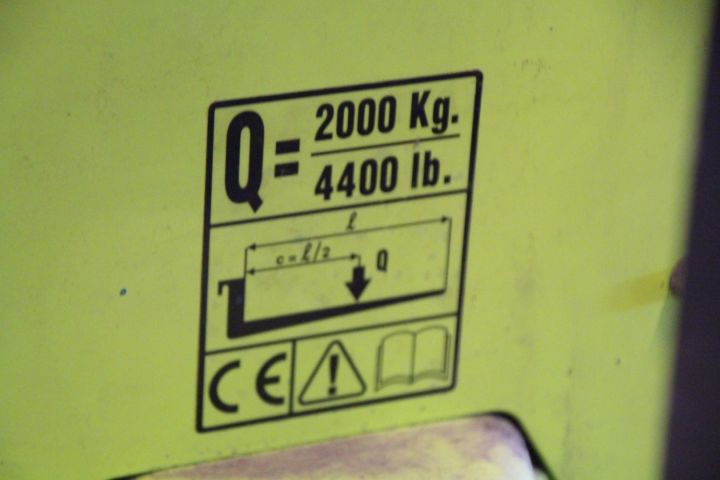 Q = 2000 Kg.
4400 lb.
ℓ
c = ℓ/2
Q
CE